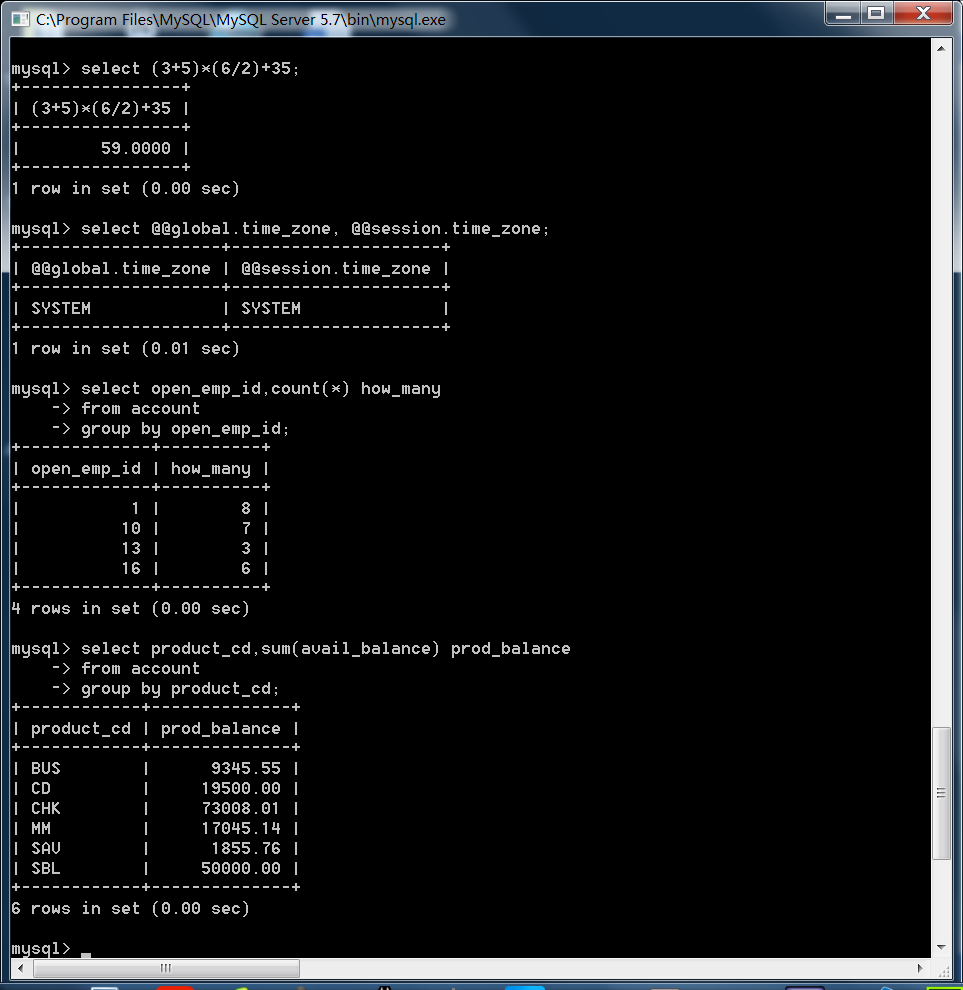 C:\Program Files\MySQL\MySQL Server 5.7\bin\mysql.exe
mysql> select (3+5)*(6/2)+35;
+----------------+
| (3+5)*(6/2)+35 |
+----------------+
|        59.0000 |
+----------------+
1 row in set (0.00 sec)
mysql> select @@global.time_zone, @@session.time_zone;
+--------------------+---------------------+
| @@global.time_zone | @@session.time_zone |
+--------------------+---------------------+
| SYSTEM             | SYSTEM              |
+--------------------+---------------------+
1 row in set (0.01 sec)
mysql> select open_emp_id,count(*) how_many
    -> from account
    -> group by open_emp_id;
+-------------+----------+
| open_emp_id | how_many |
+-------------+----------+
|           1 |        8 |
|          10 |        7 |
|          13 |        3 |
|          16 |        6 |
+-------------+----------+
4 rows in set (0.00 sec)
mysql> select product_cd,sum(avail_balance) prod_balance
    -> from account
    -> group by product_cd;
+------------+--------------+
| product_cd | prod_balance |
+------------+--------------+
| BUS        |      9345.55 |
| CD         |     19500.00 |
| CHK        |     73008.01 |
| MM         |     17045.14 |
| SAV        |      1855.76 |
| SBL        |     50000.00 |
+------------+--------------+
6 rows in set (0.00 sec)
mysql> _